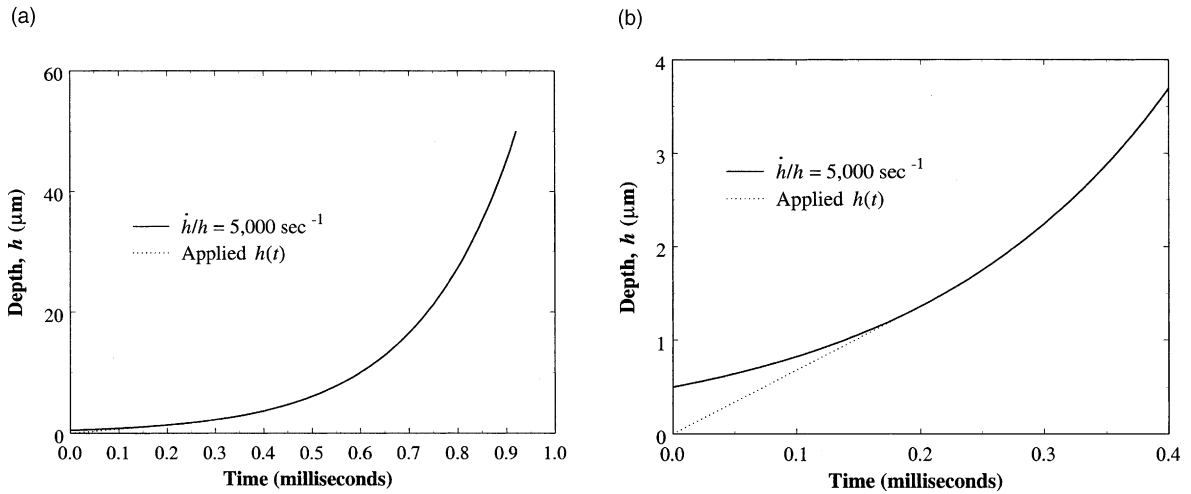 (a)
60
40
20
0
Depth, h (μm)
ḣ/h = 5,000 sec -1
Applied h(t)
0.0 0.1 0.2 0.3 0.4 0.5 0.6 0.7 0.8 0.9 1.0
Time (milliseconds)
(b)
4
3
2
1
0
Depth, h (μm)
ḣ/h = 5,000 sec -1
Applied h(t)
0.0 0.1 0.2 0.3 0.4
Time (milliseconds)